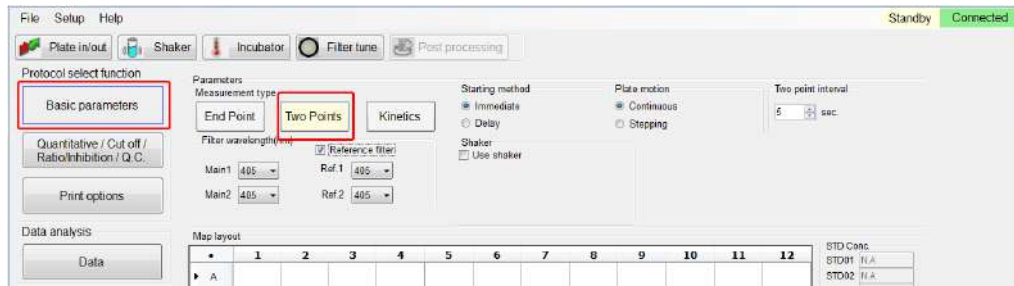 File Setup Help Standby Connected
Plate in/out Shaker Incubator Filter tune Post processing
Protocol select function
Basic parameters
Quantitative / Cut off /
Ratio/Inhibition / Q.C.
Print options
Data analysis
Data
Parameters
Measurement type
End Point Two Points Kinetics
Filter wavelength(nm)
Reference filter
Main1 405 Ref.1 405
Main2 405 Ref.2 405
Starting method
Immediate
Delay
Shaker
Use shaker
Plate motion
Continuous
Stepping
Two point interval
5 sec.
Map layout
1 2 3 4 5 6 7 8 9 10 11 12
A
STD Conc.
STD01 N.A.
STD02 N.A.